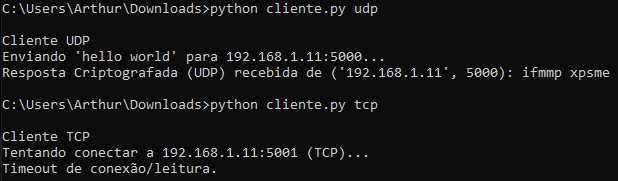 C:\Users\Arthur\Downloads>python cliente.py udp
Cliente UDP
Enviando 'hello world' para 192.168.1.11:5000...
Resposta Criptografada (UDP) recebida de ('192.168.1.11', 5000): ifmmp xpsme
C:\Users\Arthur\Downloads>python cliente.py tcp
Cliente TCP
Tentando conectar a 192.168.1.11:5001 (TCP)...
Timeout de conexão/leitura.